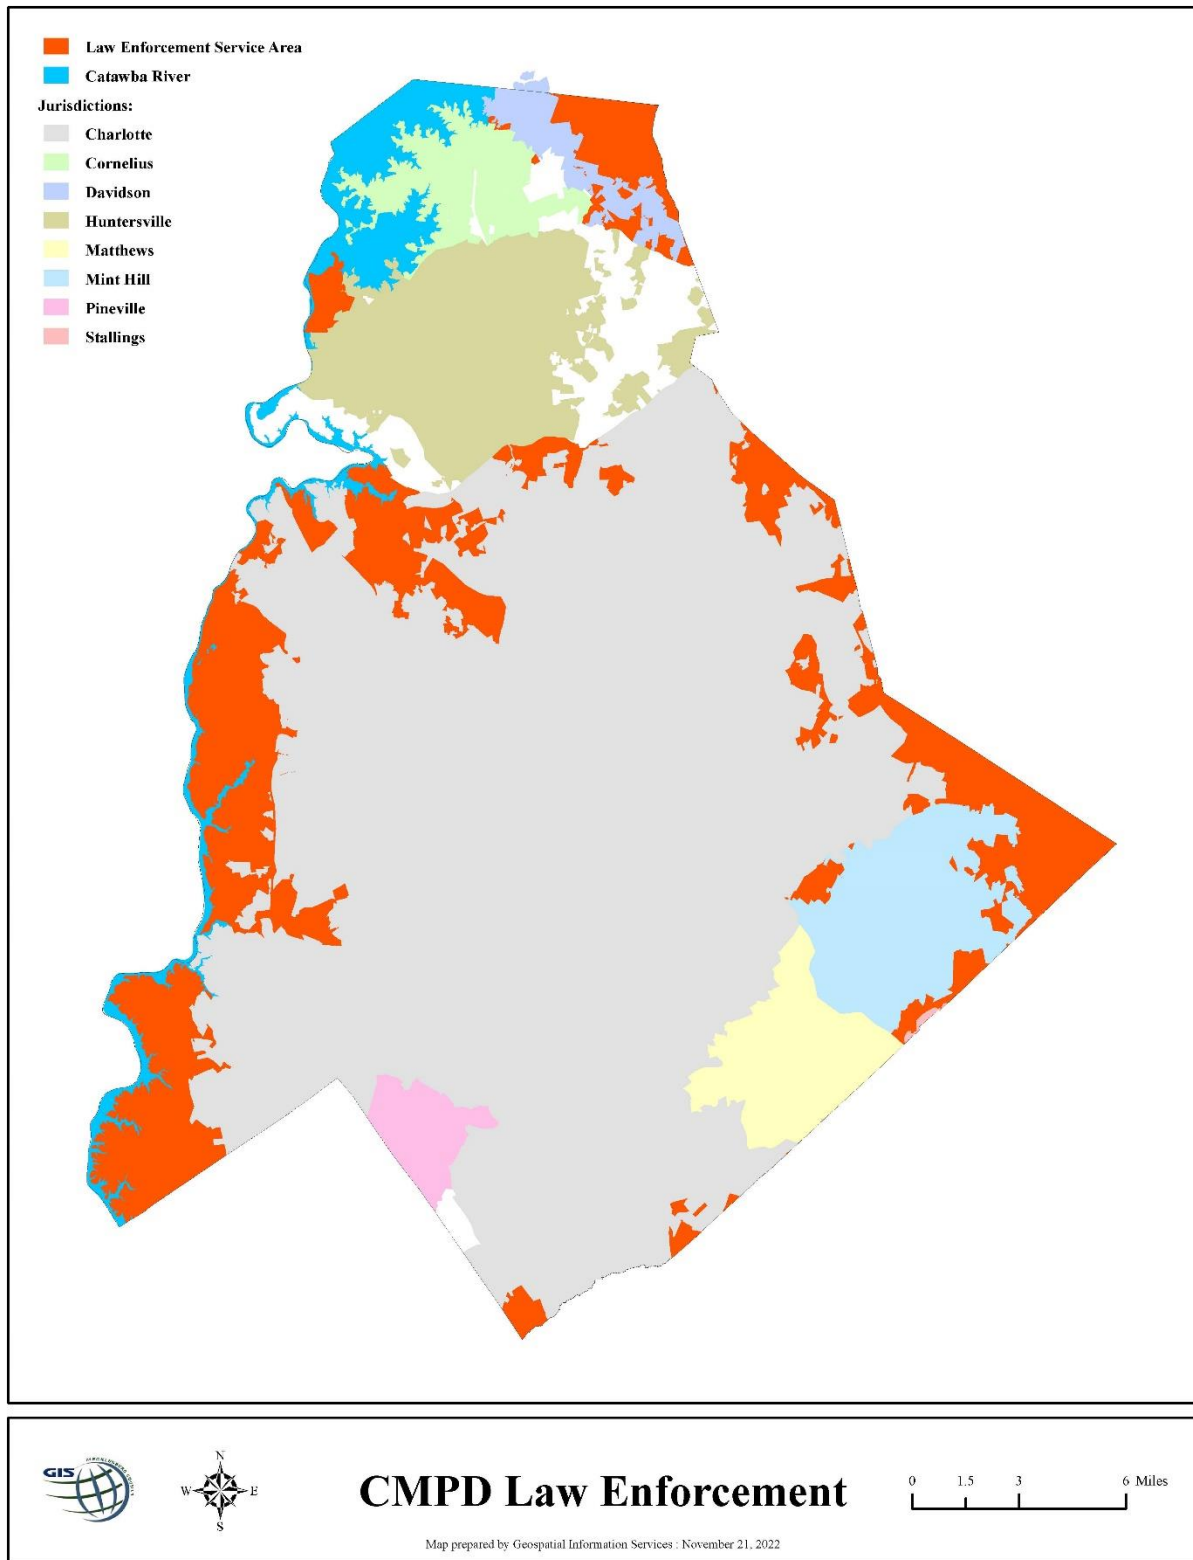 Law Enforcement Service Area
Catawba River
Jurisdictions:
Charlotte
Cornelius
Davidson
Huntersville
Matthews
Mint Hill
Pineville
Stallings
GIS
N
W E
S
CMPD Law Enforcement
0 1.5 3 6 Miles
Map prepared by Geospatial Information Services : November 21, 2022